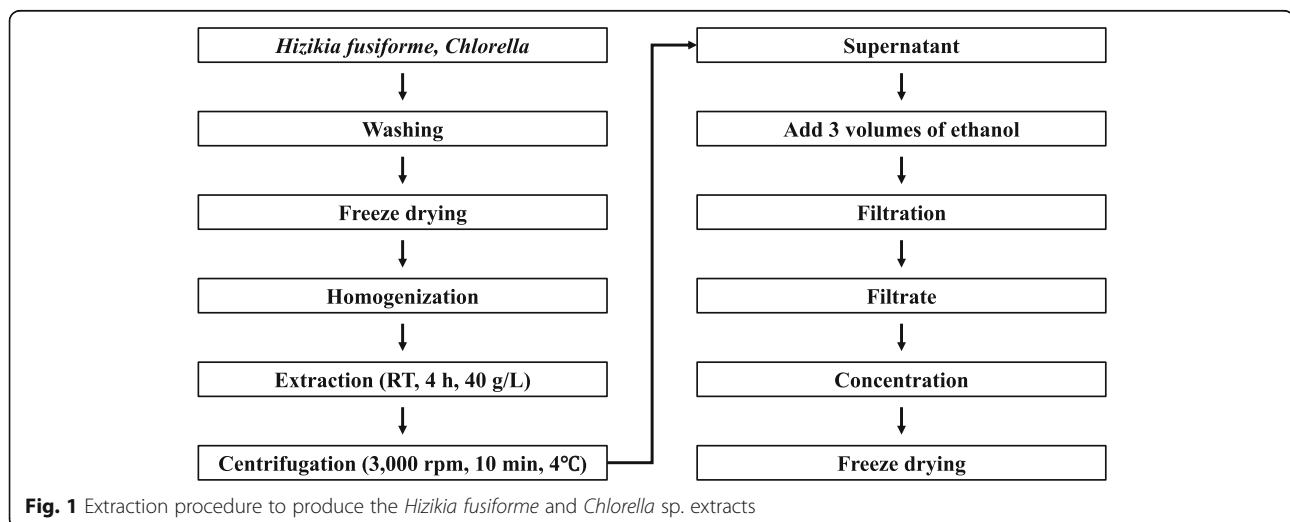 Hizikia fusiforme, Chlorella
Washing
Freeze drying
Homogenization
Extraction (RT, 4 h, 40 g/L)
Centrifugation (3,000 rpm, 10 min, 4℃)
Supernatant
Add 3 volumes of ethanol
Filtration
Filtrate
Concentration
Freeze drying
Fig. 1 Extraction procedure to produce the Hizikia fusiforme and Chlorella sp. extracts